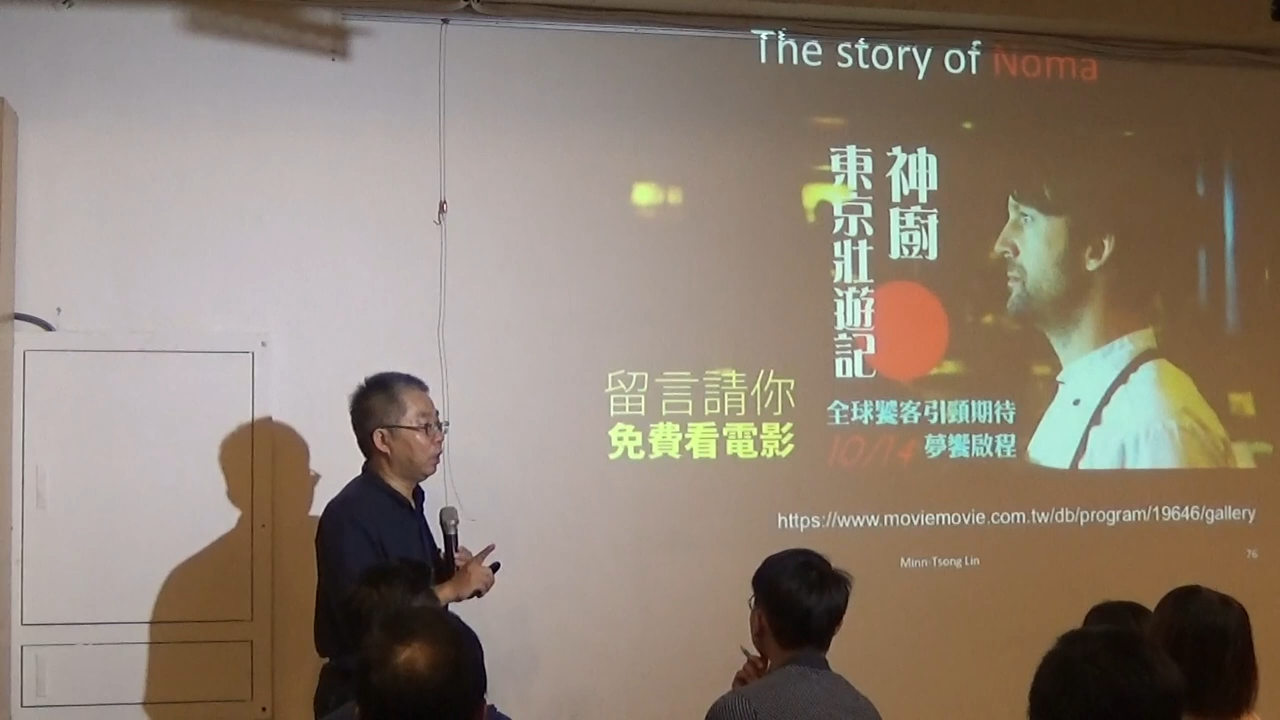 The story of Noma
神廚
東京壯遊記
留言請你
免費看電影
全球饕客引頸期待
10/14 夢饗啟程
https://www.moviemovie.com.tw/db/program/19646/gallery
Minn-Tsong Lin
76